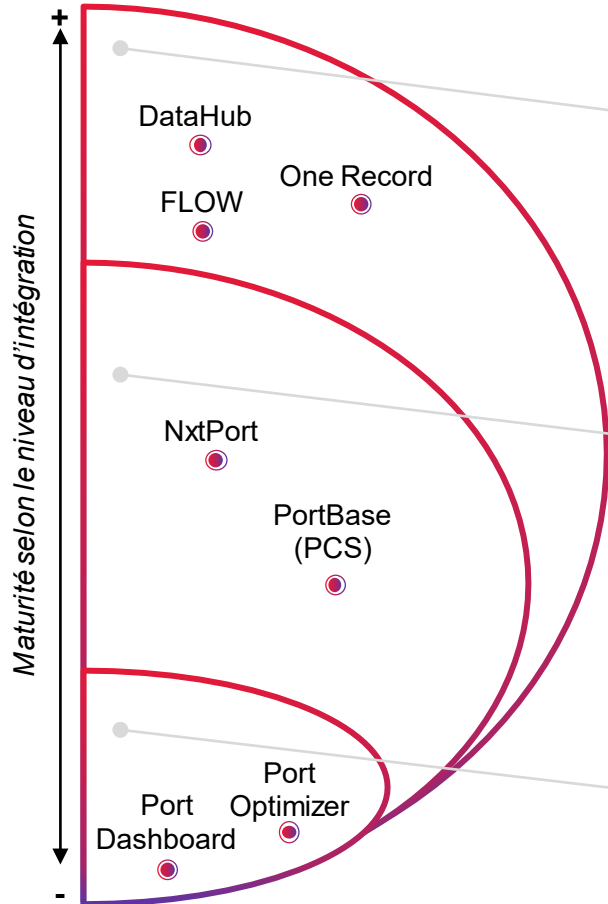 +
DataHub
One Record
FLOW
Maturité selon le niveau d'intégration
NxtPort
PortBase
(PCS)
Port
Optimizer
Port
Dashboard
-